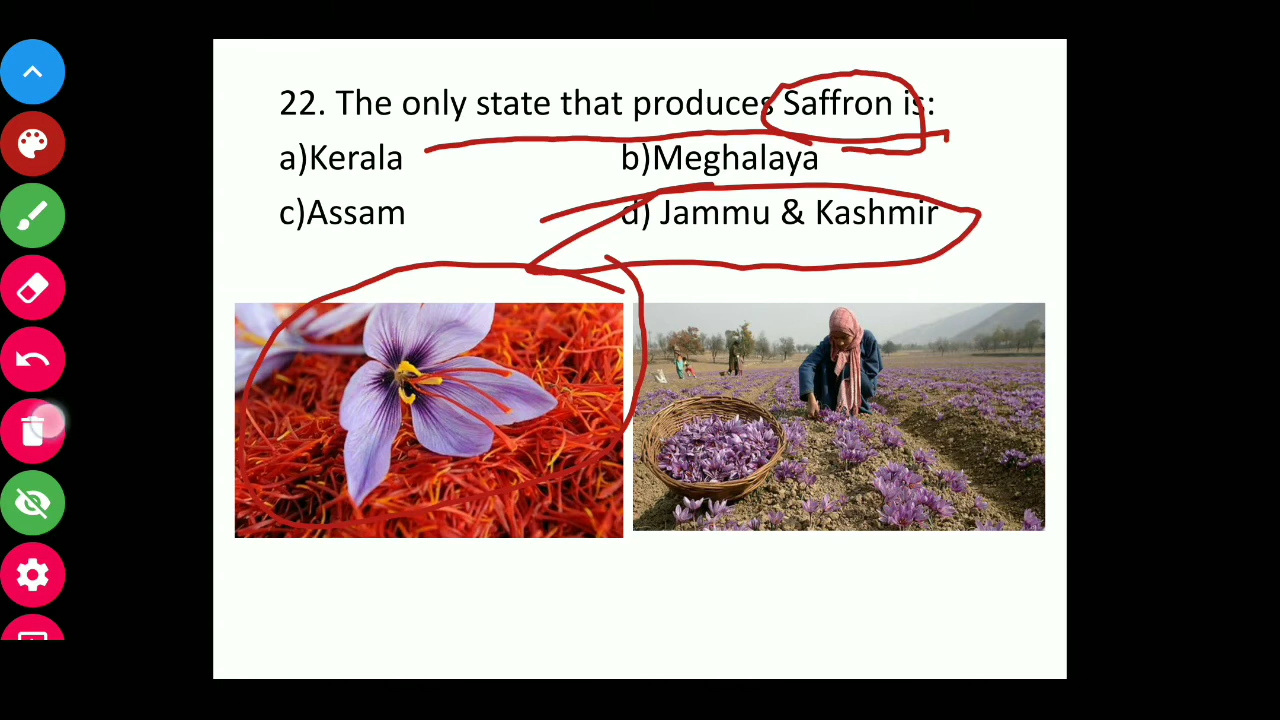 22. The only state that produces Saffron is:
a)Kerala b)Meghalaya
c)Assam d) Jammu & Kashmir